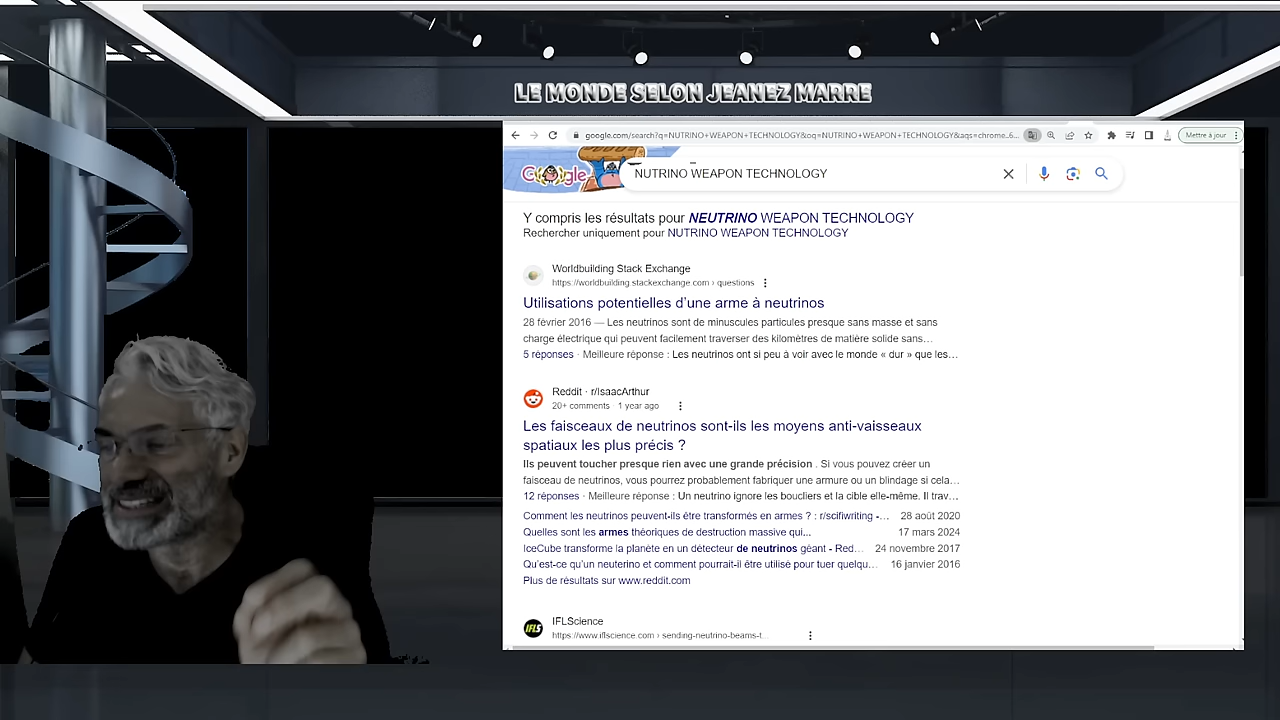 LE MONDE SELON JEANEZ MARRE
google.com/search?q=NUTRINO+WEAPON+TECHNOLOGY&oq=NUTRINO+WEAPON+TECHNOLOGY&aqs=chrome..6...
Mettre à jour
Google
NUTRINO WEAPON TECHNOLOGY
Y compris les résultats pour NEUTRINO WEAPON TECHNOLOGY
Rechercher uniquement pour NUTRINO WEAPON TECHNOLOGY
Worldbuilding Stack Exchange
https://worldbuilding.stackexchange.com › questions
Utilisations potentielles d'une arme à neutrinos
28 février 2016 — Les neutrinos sont de minuscules particules presque sans masse et sans
charge électrique qui peuvent facilement traverser des kilomètres de matière solide sans…
5 réponses · Meilleure réponse : Les neutrinos ont si peu à voir avec le monde « dur » que les…
Reddit · r/IsaacArthur
20+ comments · 1 year ago
Les faisceaux de neutrinos sont-ils les moyens anti-vaisseaux
spatiaux les plus précis ?
Ils peuvent toucher presque rien avec une grande précision . Si vous pouvez créer un
faisceau de neutrinos, vous pourrez probablement fabriquer une armure ou un blindage si cela…
12 réponses · Meilleure réponse : Un neutrino ignore les boucliers et la cible elle-même. Il trav…
Comment les neutrinos peuvent-ils être transformés en armes ? : r/scifiwriting -... 28 août 2020
Quelles sont les armes théoriques de destruction massive qui... 17 mars 2024
IceCube transforme la planète en un détecteur de neutrinos géant - Red... 24 novembre 2017
Qu'est-ce qu'un neuterino et comment pourrait-il être utilisé pour tuer quelqu... 16 janvier 2016
Plus de résultats sur www.reddit.com
IFL
IFLScience
https://www.iflscience.com › sending-neutrino-beams-t...